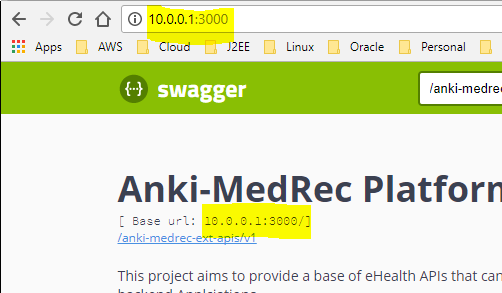 10.0.0.1:3000
Apps AWS Cloud J2EE Linux Oracle Personal
{··} swagger /anki-medrec
Anki-MedRec Platform
[ Base url: 10.0.0.1:3000/]
/anki-medrec-ext-apis/v1
This project aims to provide a base of eHealth APIs that can
backend